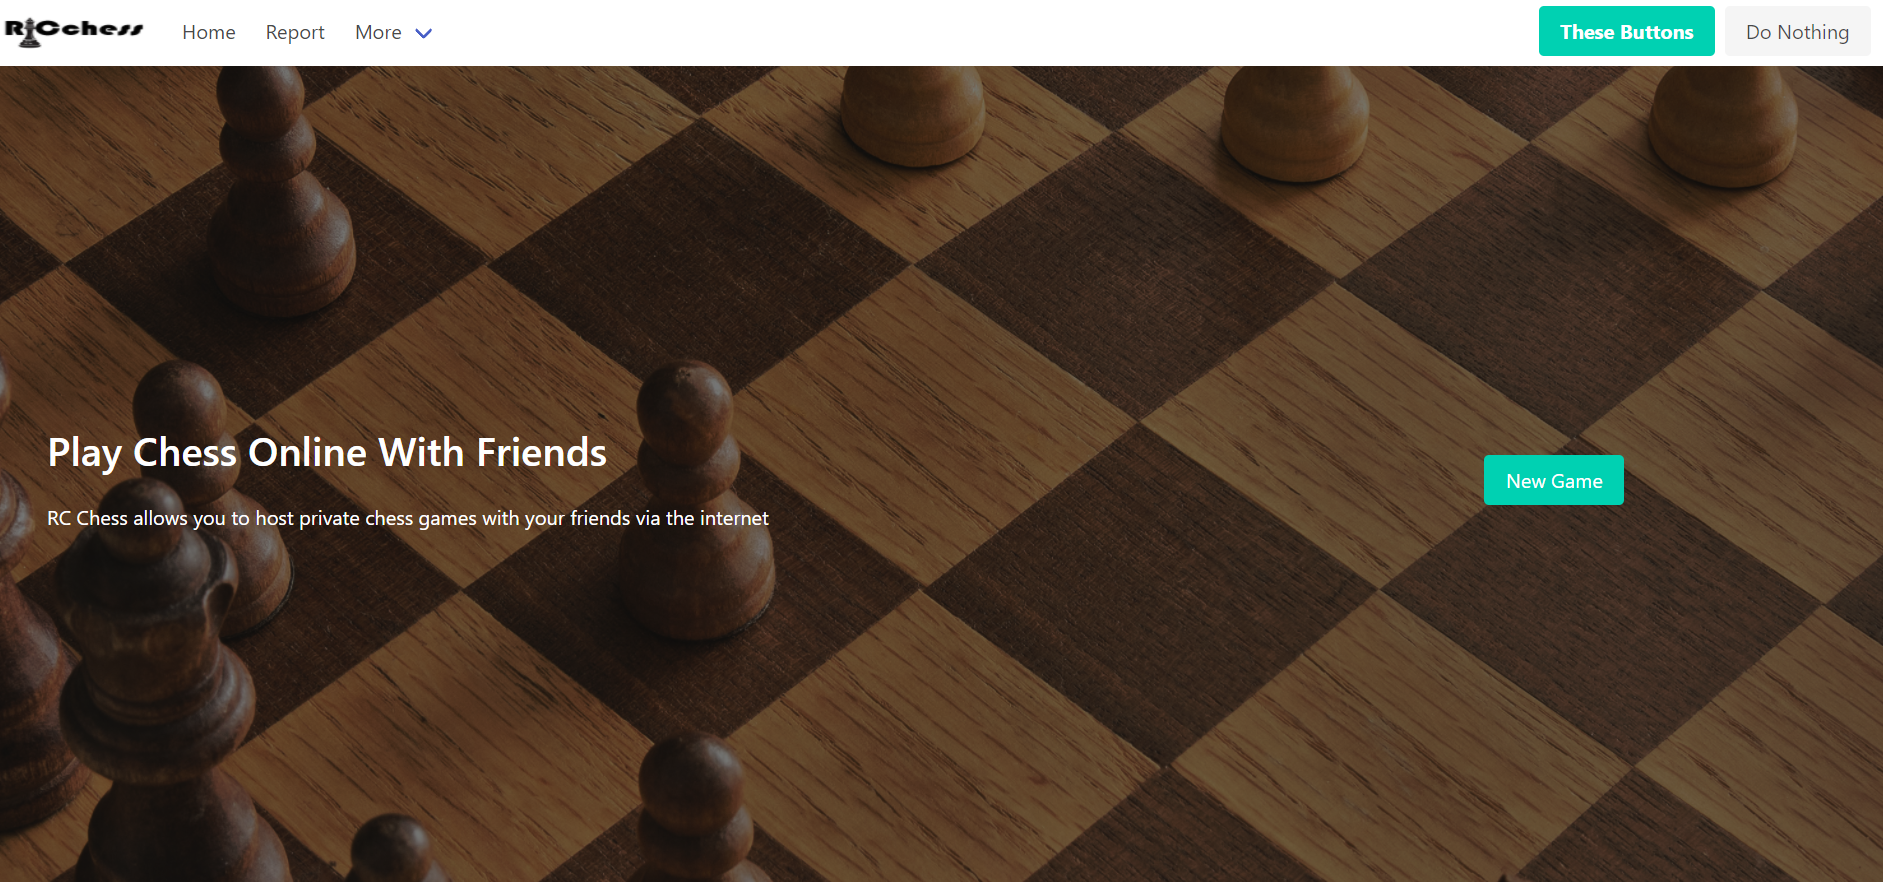 RCchess
Home Report More
These Buttons Do Nothing
Play Chess Online With Friends
RC Chess allows you to host private chess games with your friends via the internet
New Game